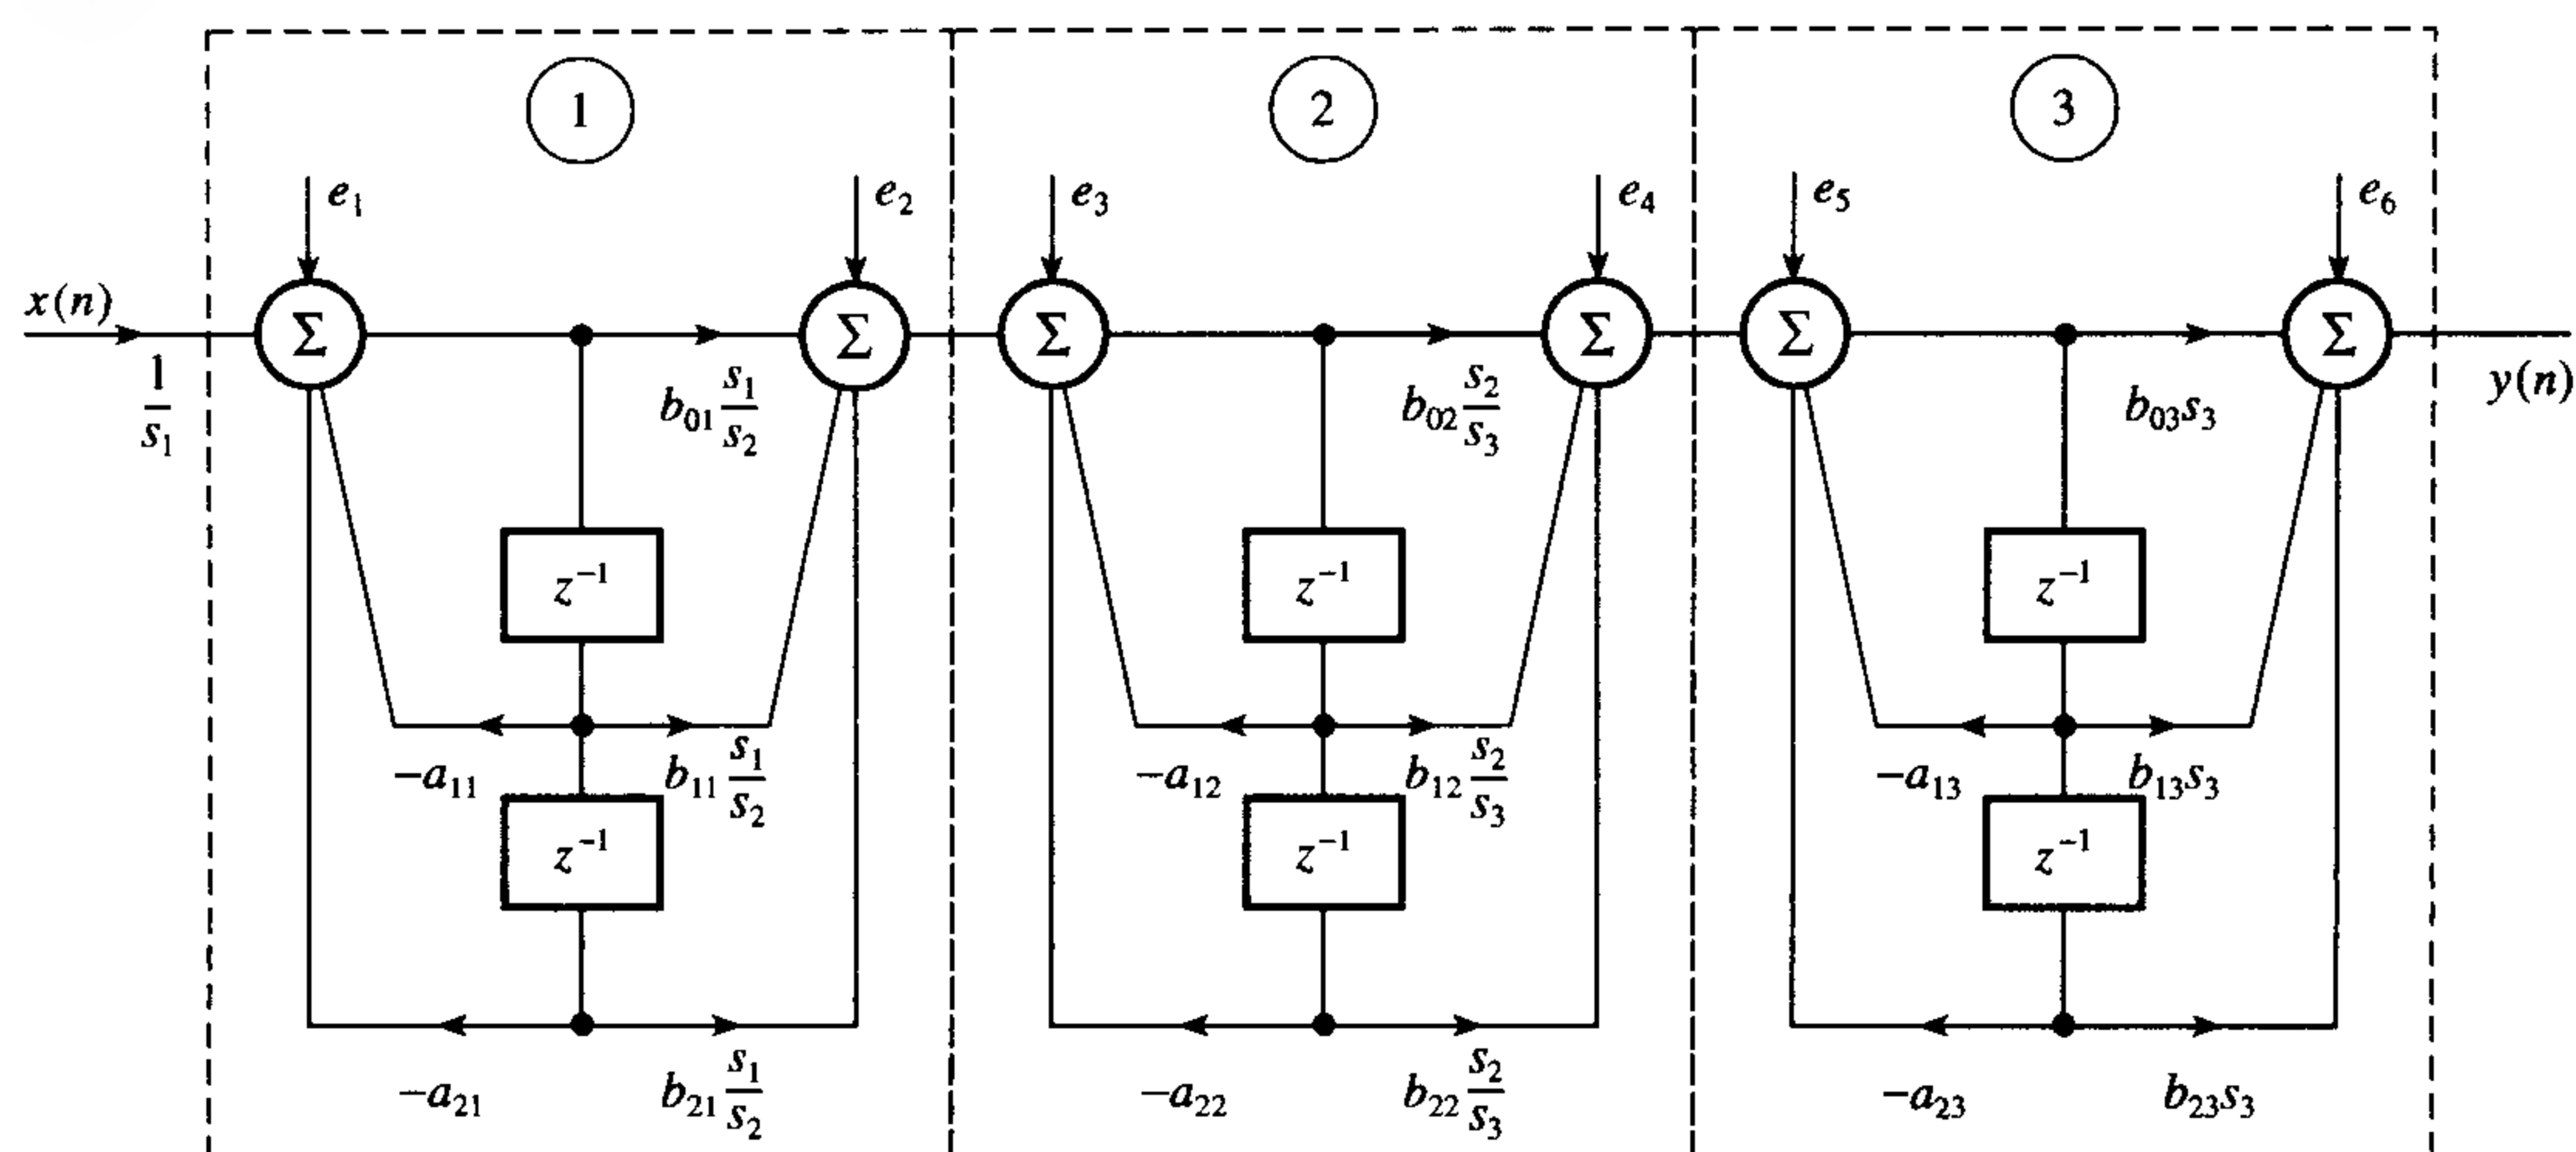 1 2 3
e₁ e₂ e₃ e₄ e₅ e₆
x(n) Σ Σ Σ Σ Σ Σ
1/s₁ b₀₁ s₁/s₂ b₀₂ s₂/s₃ b₀₃s₃ y(n)
z⁻¹ z⁻¹ z⁻¹
−a₁₁ b₁₁ s₁/s₂ −a₁₂ b₁₂ s₂/s₃ −a₁₃ b₁₃s₃
z⁻¹ z⁻¹ z⁻¹
−a₂₁ b₂₁ s₁/s₂ −a₂₂ b₂₂ s₂/s₃ −a₂₃ b₂₃s₃